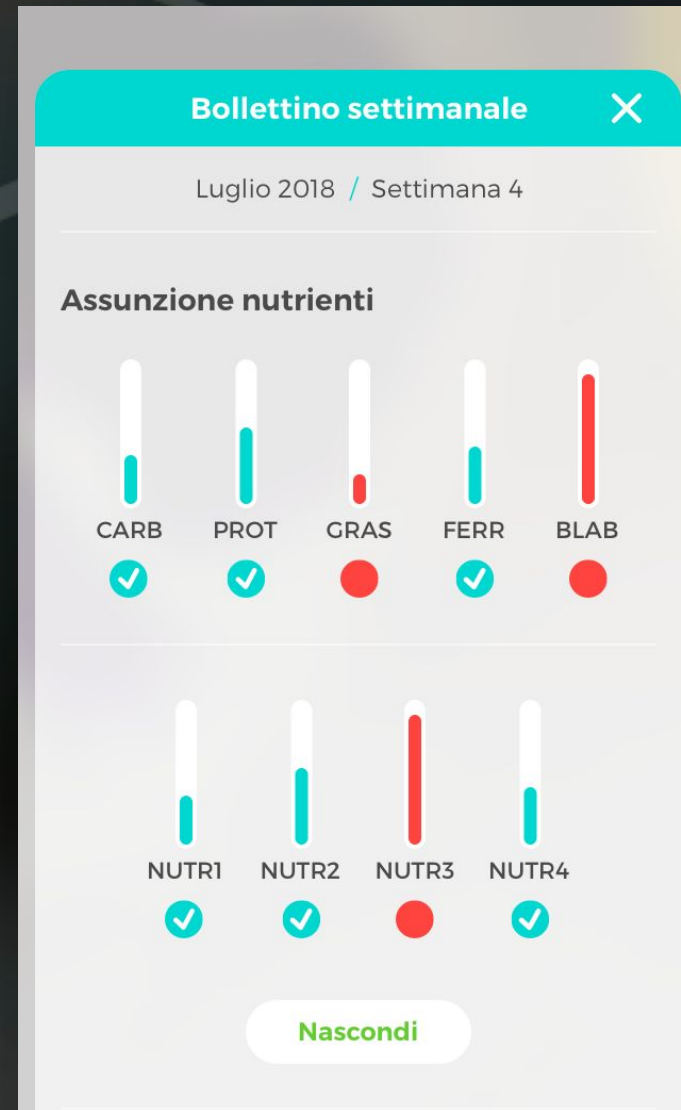 Bollettino settimanale
Luglio 2018 / Settimana 4
Assunzione nutrienti
CARB PROT GRAS FERR BLAB
NUTR1 NUTR2 NUTR3 NUTR4
Nascondi